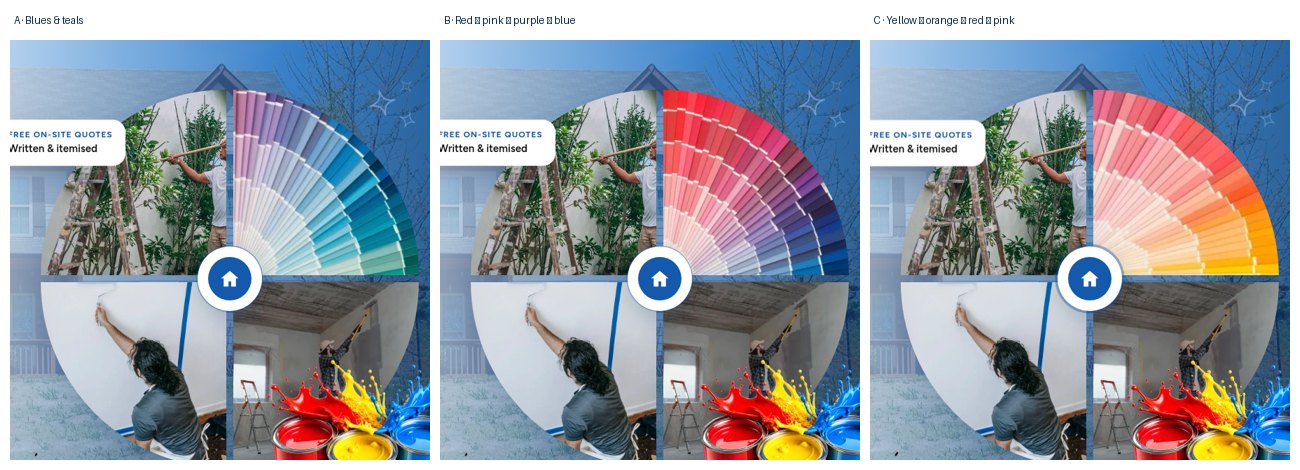 A · Blues & teals
B · Red ▯ pink ▯ purple ▯ blue
C · Yellow ▯ orange ▯ red ▯ pink
FREE ON-SITE QUOTES
Written & itemised
FREE ON-SITE QUOTES
Written & itemised
FREE ON-SITE QUOTES
Written & itemised